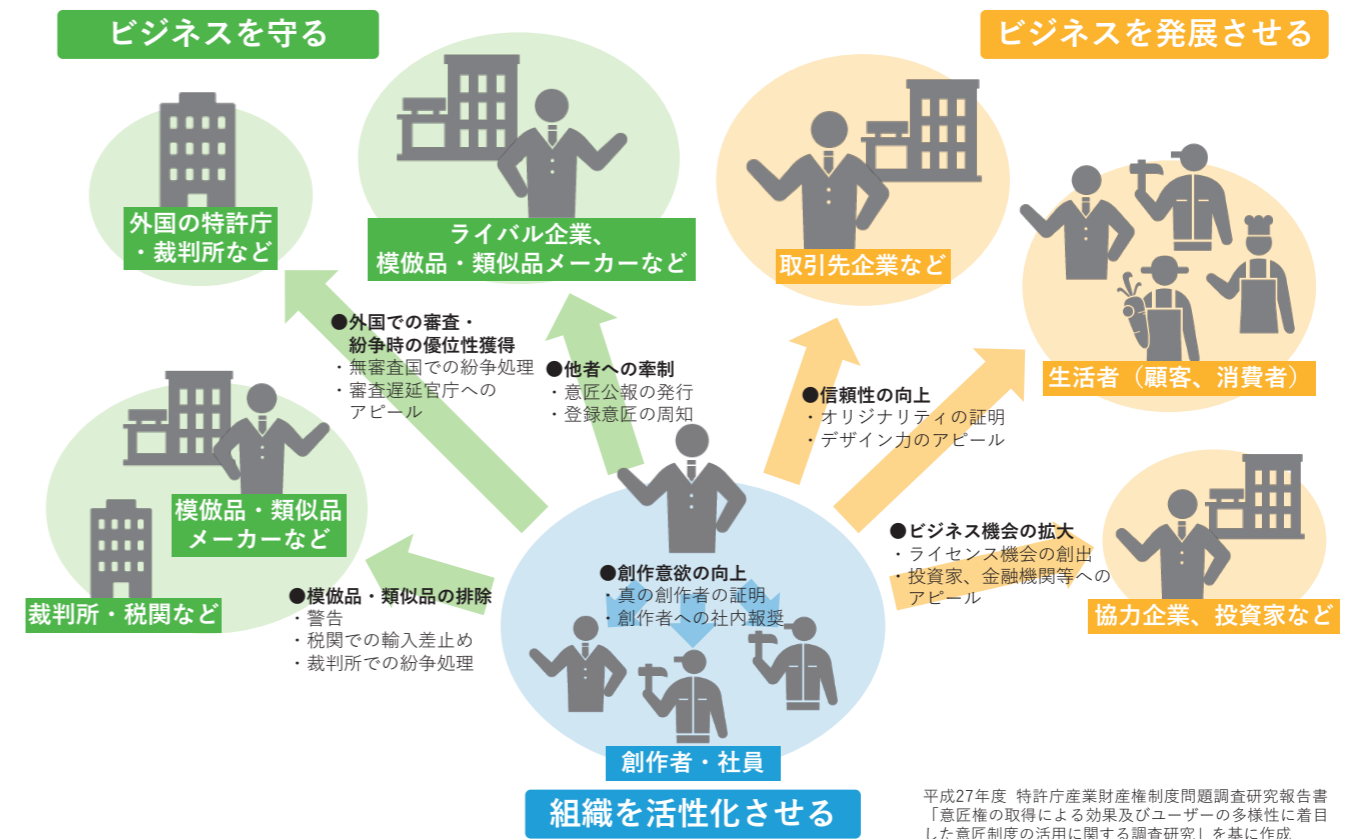 ビジネスを守る
ビジネスを発展させる
外国の特許庁
・裁判所など
ライバル企業、
模倣品・類似品メーカーなど
取引先企業など
生活者（顧客、消費者）
●外国での審査・
紛争時の優位性獲得
・無審査国での紛争処理
・審査遅延官庁への
アピール
●他者への牽制
・意匠公報の発行
・登録意匠の周知
●信頼性の向上
・オリジナリティの証明
・デザイン力のアピール
模倣品・類似品
メーカーなど
裁判所・税関など
●模倣品・類似品の排除
・警告
・税関での輸入差止め
・裁判所での紛争処理
●創作意欲の向上
・真の創作者の証明
・創作者への社内報奨
●ビジネス機会の拡大
・ライセンス機会の創出
・投資家、金融機関等への
アピール
協力企業、投資家など
創作者・社員
組織を活性化させる
平成27年度 特許庁産業財産権制度問題調査研究報告書
「意匠権の取得による効果及びユーザーの多様性に着目
した意匠制度の活用に関する調査研究」を基に作成